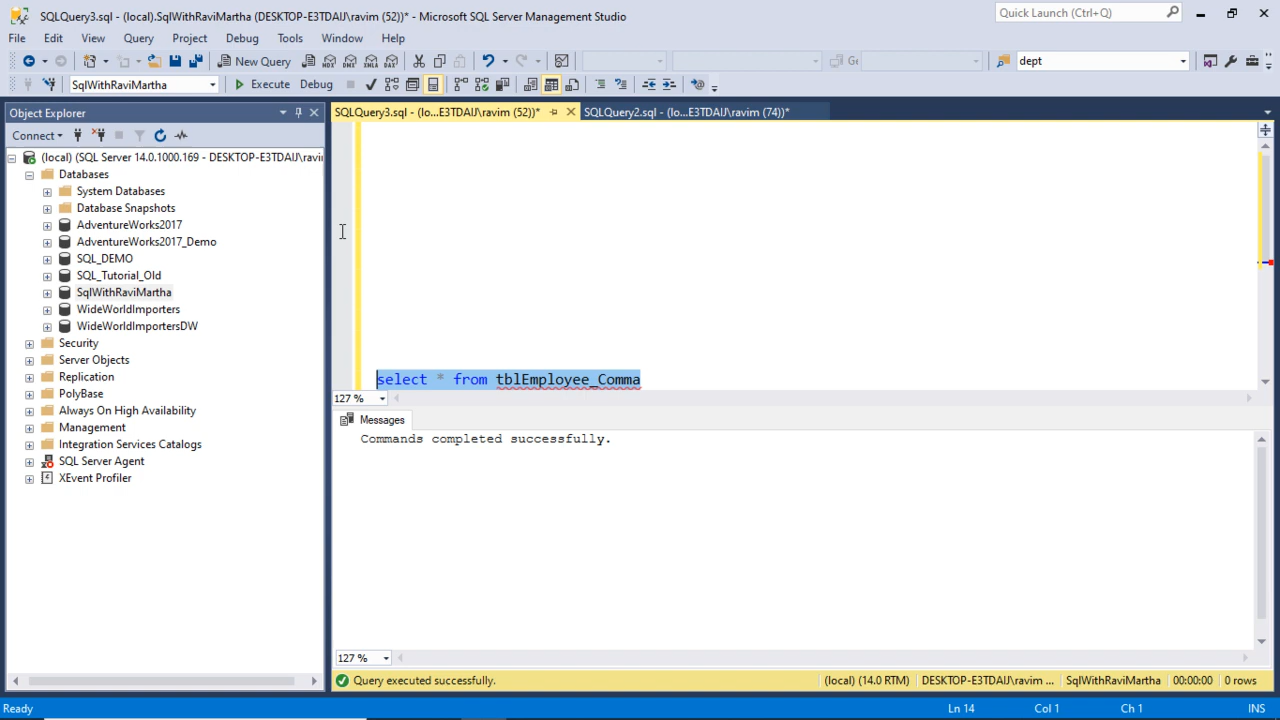 SQLQuery3.sql - (local).SqlWithRaviMartha (DESKTOP-E3TDAIJ\ravim (52))* - Microsoft SQL Server Management Studio
Quick Launch (Ctrl+Q)
File Edit View Query Project Debug Tools Window Help
New Query
MDX DMX XMLA DAX
Ge
dept
SqlWithRaviMartha
Execute Debug
Object Explorer
SQLQuery3.sql - (lo...E3TDAIJ\ravim (52))*
SQLQuery2.sql - (lo...E3TDAIJ\ravim (74))*
Connect
(local) (SQL Server 14.0.1000.169 - DESKTOP-E3TDAIJ\ravi
Databases
System Databases
Database Snapshots
AdventureWorks2017
AdventureWorks2017_Demo
SQL_DEMO
SQL_Tutorial_Old
SqlWithRaviMartha
WideWorldImporters
WideWorldImportersDW
Security
Server Objects
Replication
PolyBase
Always On High Availability
Management
Integration Services Catalogs
SQL Server Agent
XEvent Profiler
select * from tblEmployee_Comma
127 %
Messages
Commands completed successfully.
127 %
Query executed successfully.
(local) (14.0 RTM) DESKTOP-E3TDAIJ\ravim ... SqlWithRaviMartha 00:00:00 0 rows
Ready Ln 14 Col 1 Ch 1 INS